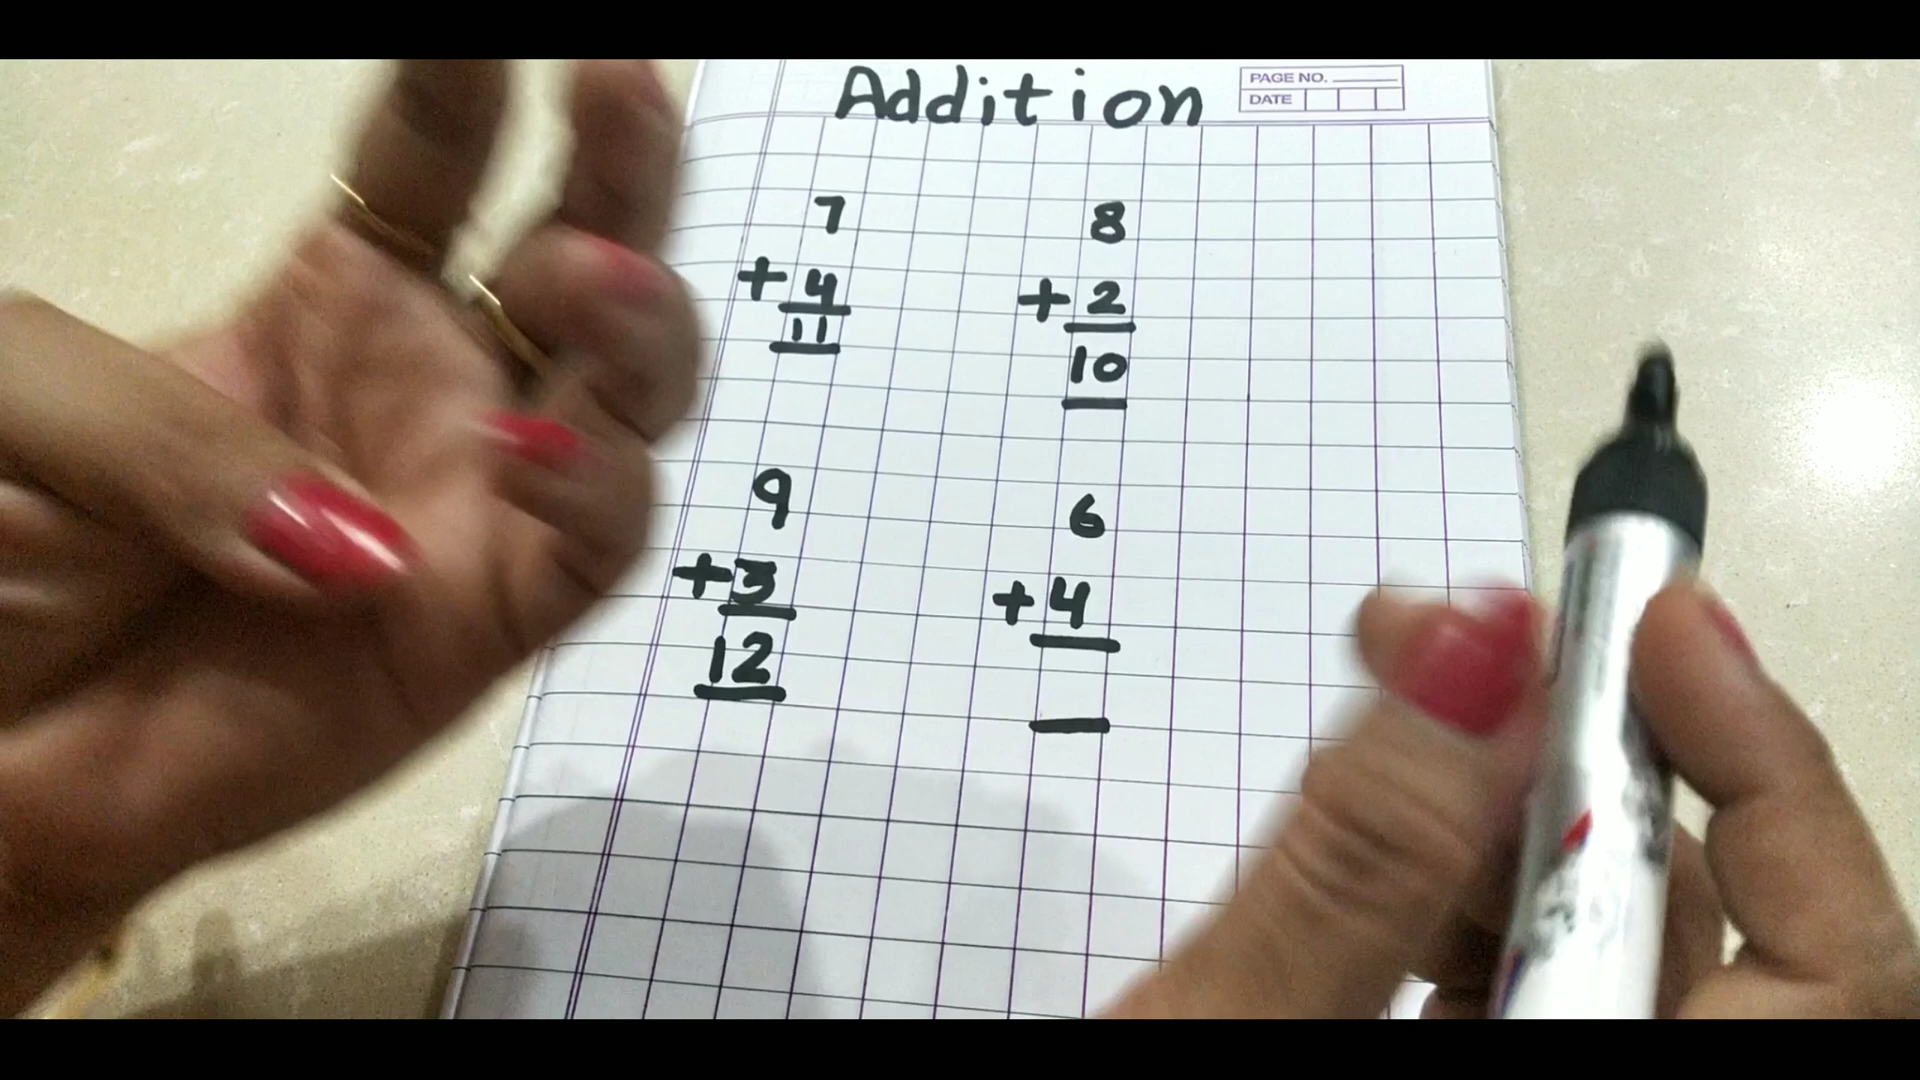 Addition
PAGE NO.
DATE
7 8
+ 4 + 2
11 10
9 6
+ 3 + 4
12